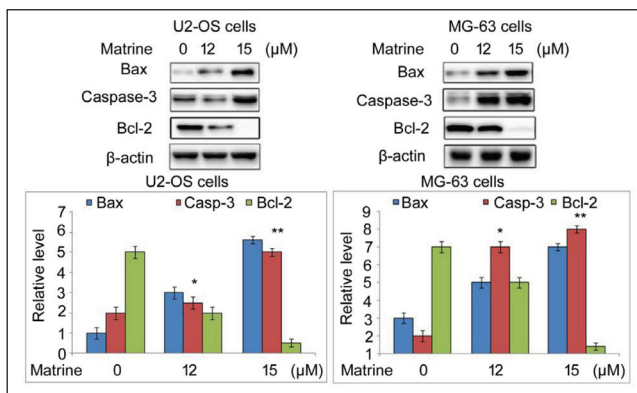 U2-OS cells
Matrine 0 12 15 (µM)
Bax
Caspase-3
Bcl-2
β-actin
MG-63 cells
Matrine 0 12 15 (µM)
Bax
Caspase-3
Bcl-2
β-actin
U2-OS cells
Bax Casp-3 Bcl-2
Relative level
7
6
5
4
3
2
1
0
* **
Matrine 0 12 15 (µM)
MG-63 cells
Bax Casp-3 Bcl-2
Relative level
9
8
7
6
5
4
3
2
1
* **
Matrine 0 12 15 (µM)